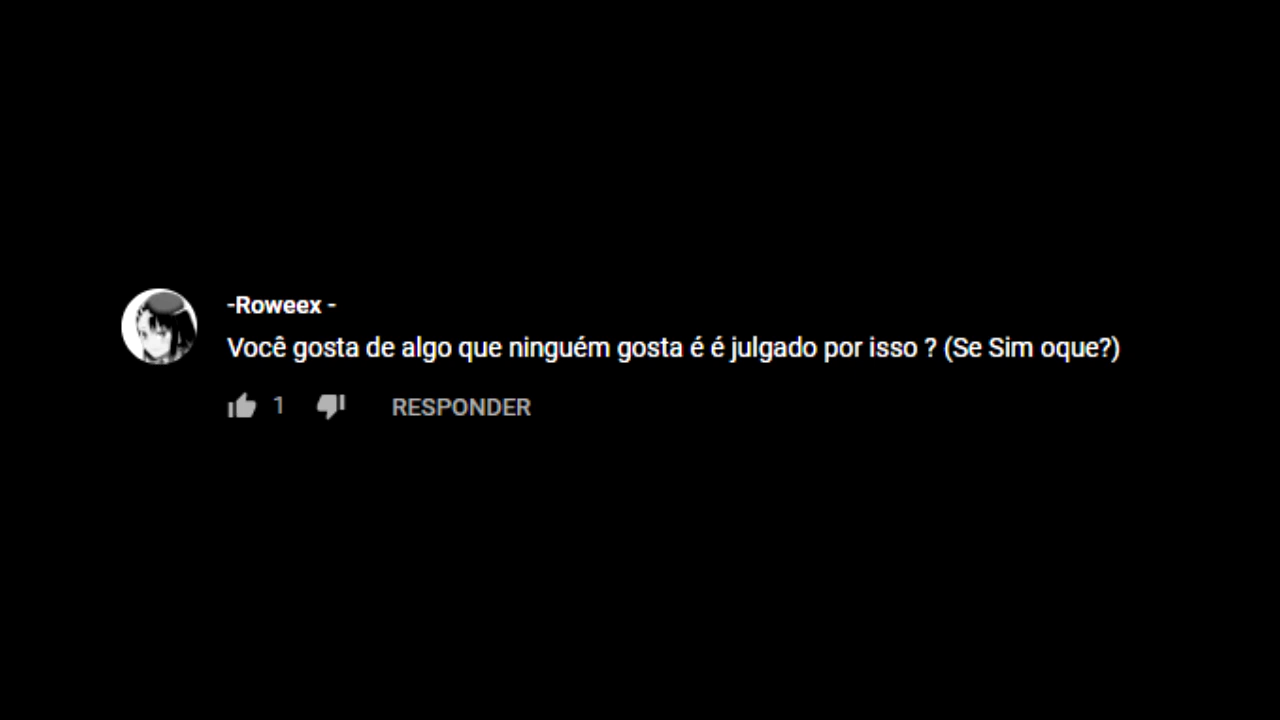 -Roweex -
Você gosta de algo que ninguém gosta é é julgado por isso ? (Se Sim oque?)
1 RESPONDER